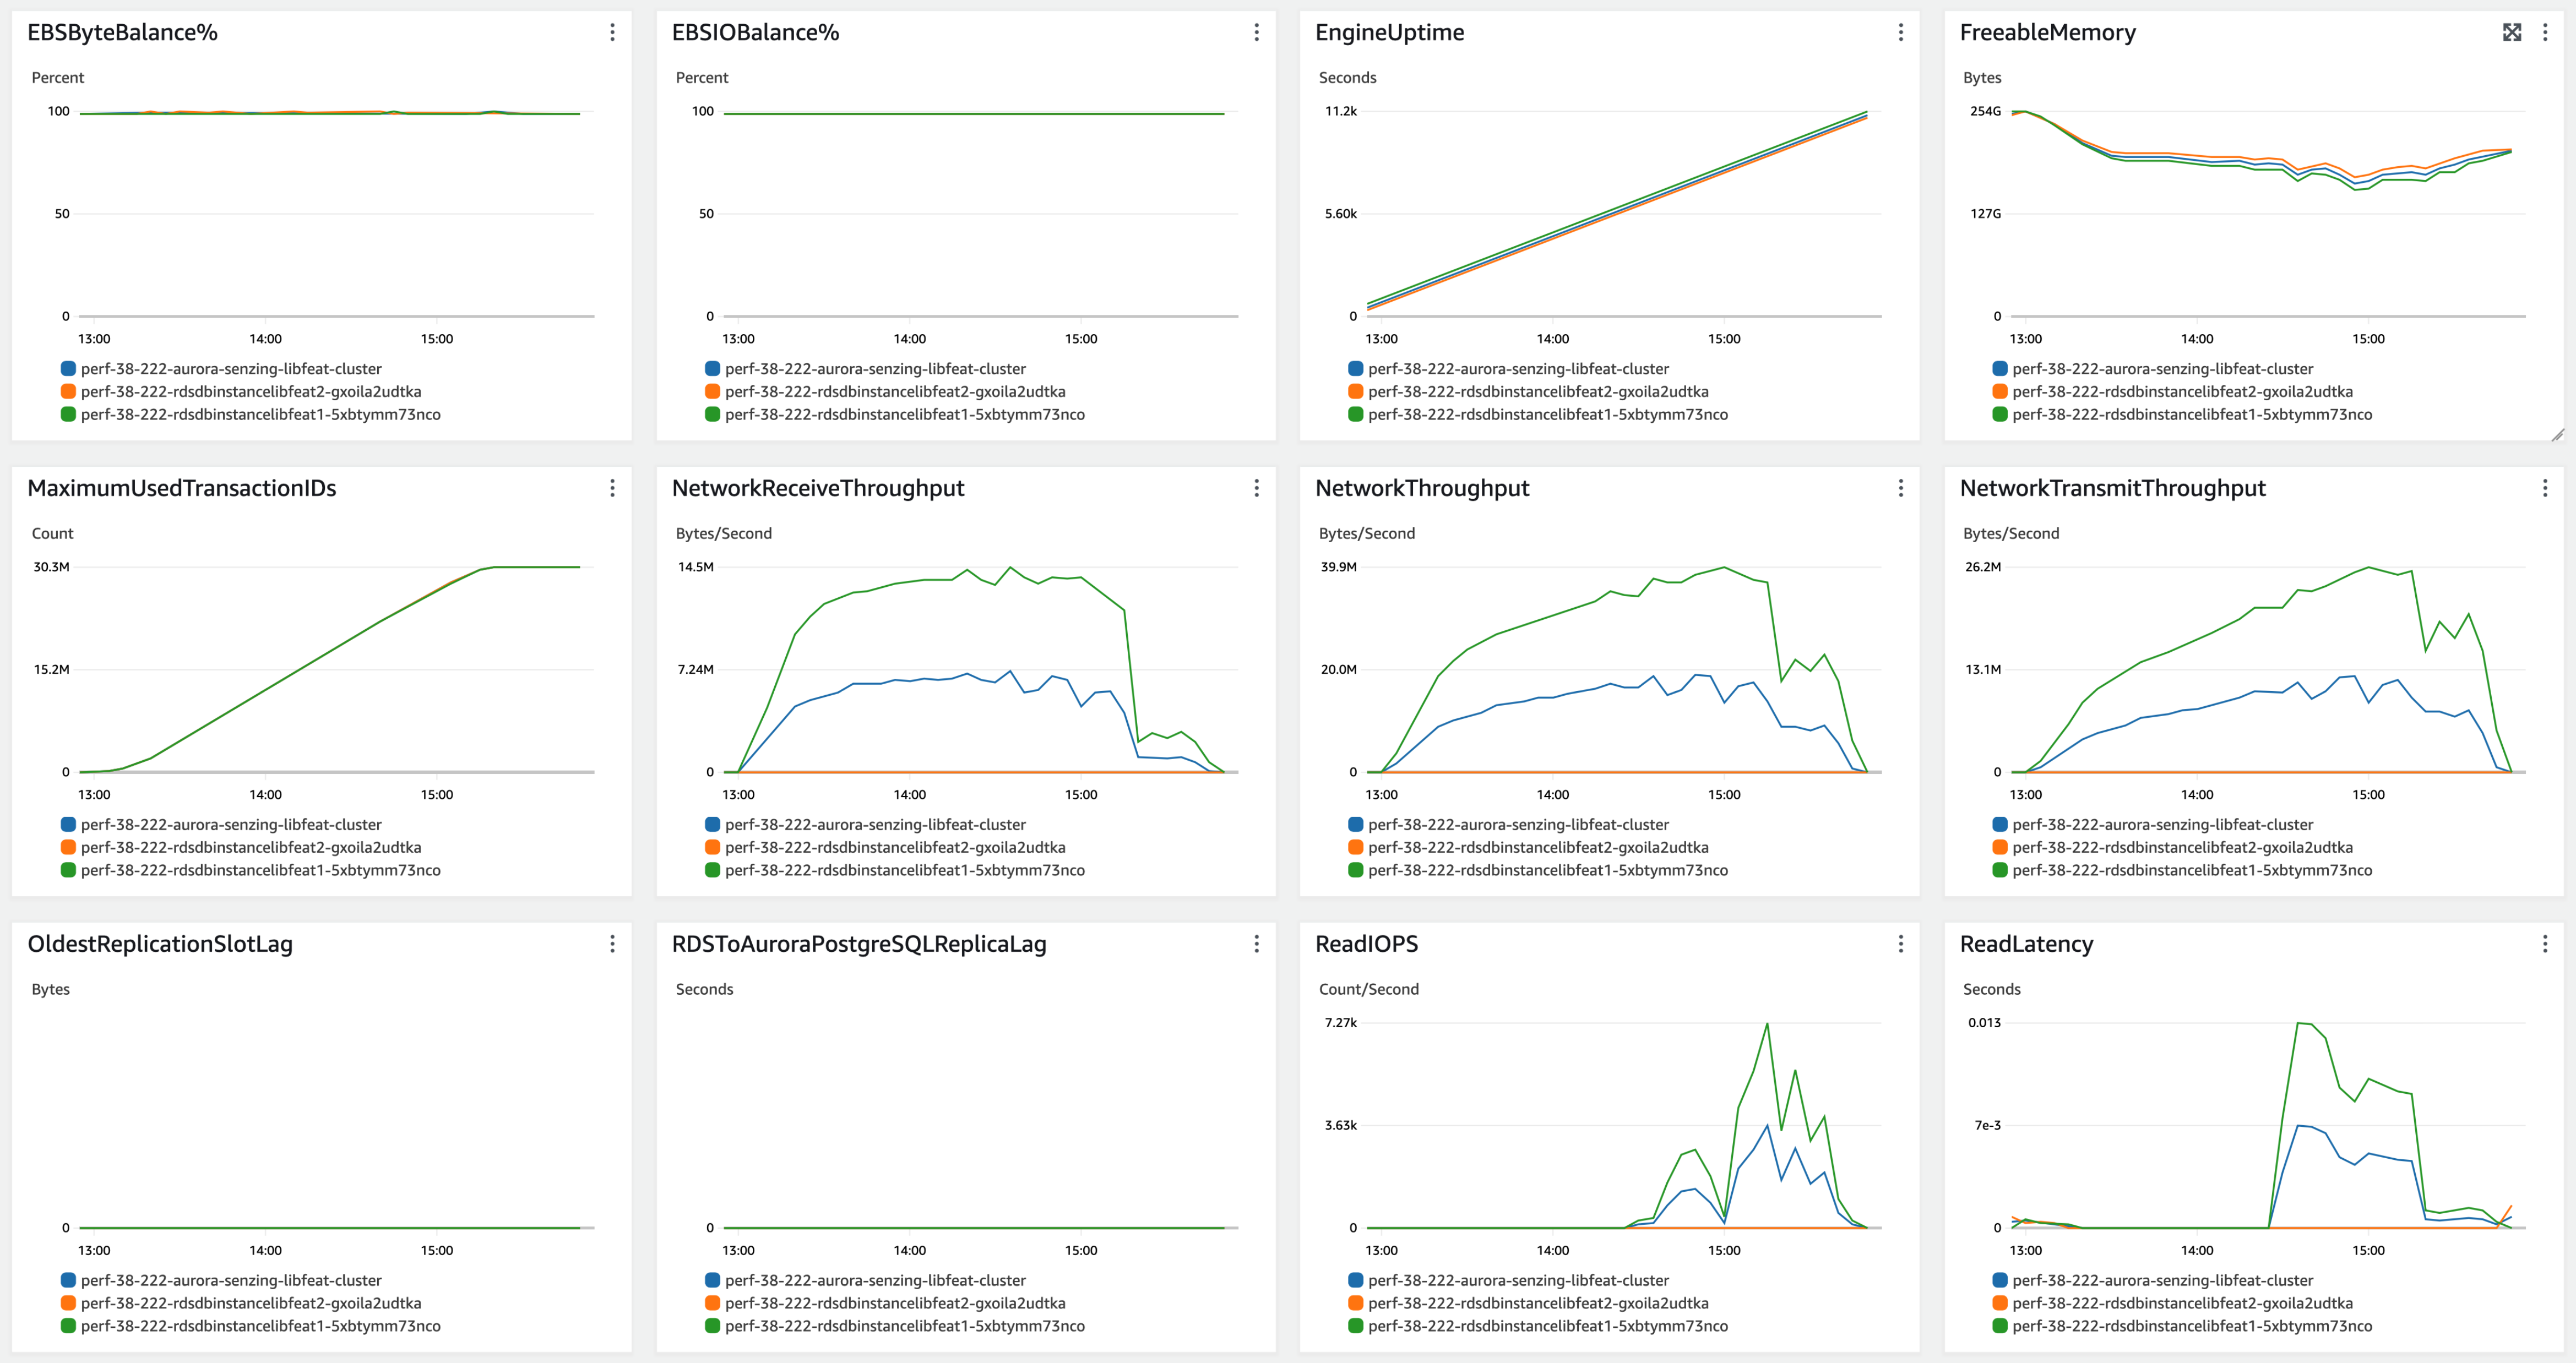 EBSByteBalance%
Percent
100
50
0
13:00 14:00 15:00
perf-38-222-aurora-senzing-libfeat-cluster
perf-38-222-rdsdbinstancelibfeat2-gxoila2udtka
perf-38-222-rdsdbinstancelibfeat1-5xbtymm73nco
EBSIOBalance%
Percent
100
50
0
13:00 14:00 15:00
perf-38-222-aurora-senzing-libfeat-cluster
perf-38-222-rdsdbinstancelibfeat2-gxoila2udtka
perf-38-222-rdsdbinstancelibfeat1-5xbtymm73nco
EngineUptime
Seconds
11.2k
5.60k
0
13:00 14:00 15:00
perf-38-222-aurora-senzing-libfeat-cluster
perf-38-222-rdsdbinstancelibfeat2-gxoila2udtka
perf-38-222-rdsdbinstancelibfeat1-5xbtymm73nco
FreeableMemory
Bytes
254G
127G
0
13:00 14:00 15:00
perf-38-222-aurora-senzing-libfeat-cluster
perf-38-222-rdsdbinstancelibfeat2-gxoila2udtka
perf-38-222-rdsdbinstancelibfeat1-5xbtymm73nco
MaximumUsedTransactionIDs
Count
30.3M
15.2M
0
13:00 14:00 15:00
perf-38-222-aurora-senzing-libfeat-cluster
perf-38-222-rdsdbinstancelibfeat2-gxoila2udtka
perf-38-222-rdsdbinstancelibfeat1-5xbtymm73nco
NetworkReceiveThroughput
Bytes/Second
14.5M
7.24M
0
13:00 14:00 15:00
perf-38-222-aurora-senzing-libfeat-cluster
perf-38-222-rdsdbinstancelibfeat2-gxoila2udtka
perf-38-222-rdsdbinstancelibfeat1-5xbtymm73nco
NetworkThroughput
Bytes/Second
39.9M
20.0M
0
13:00 14:00 15:00
perf-38-222-aurora-senzing-libfeat-cluster
perf-38-222-rdsdbinstancelibfeat2-gxoila2udtka
perf-38-222-rdsdbinstancelibfeat1-5xbtymm73nco
NetworkTransmitThroughput
Bytes/Second
26.2M
13.1M
0
13:00 14:00 15:00
perf-38-222-aurora-senzing-libfeat-cluster
perf-38-222-rdsdbinstancelibfeat2-gxoila2udtka
perf-38-222-rdsdbinstancelibfeat1-5xbtymm73nco
OldestReplicationSlotLag
Bytes
0
13:00 14:00 15:00
perf-38-222-aurora-senzing-libfeat-cluster
perf-38-222-rdsdbinstancelibfeat2-gxoila2udtka
perf-38-222-rdsdbinstancelibfeat1-5xbtymm73nco
RDSToAuroraPostgreSQLReplicaLag
Seconds
0
13:00 14:00 15:00
perf-38-222-aurora-senzing-libfeat-cluster
perf-38-222-rdsdbinstancelibfeat2-gxoila2udtka
perf-38-222-rdsdbinstancelibfeat1-5xbtymm73nco
ReadIOPS
Count/Second
7.27k
3.63k
0
13:00 14:00 15:00
perf-38-222-aurora-senzing-libfeat-cluster
perf-38-222-rdsdbinstancelibfeat2-gxoila2udtka
perf-38-222-rdsdbinstancelibfeat1-5xbtymm73nco
ReadLatency
Seconds
0.013
7e-3
0
13:00 14:00 15:00
perf-38-222-aurora-senzing-libfeat-cluster
perf-38-222-rdsdbinstancelibfeat2-gxoila2udtka
perf-38-222-rdsdbinstancelibfeat1-5xbtymm73nco